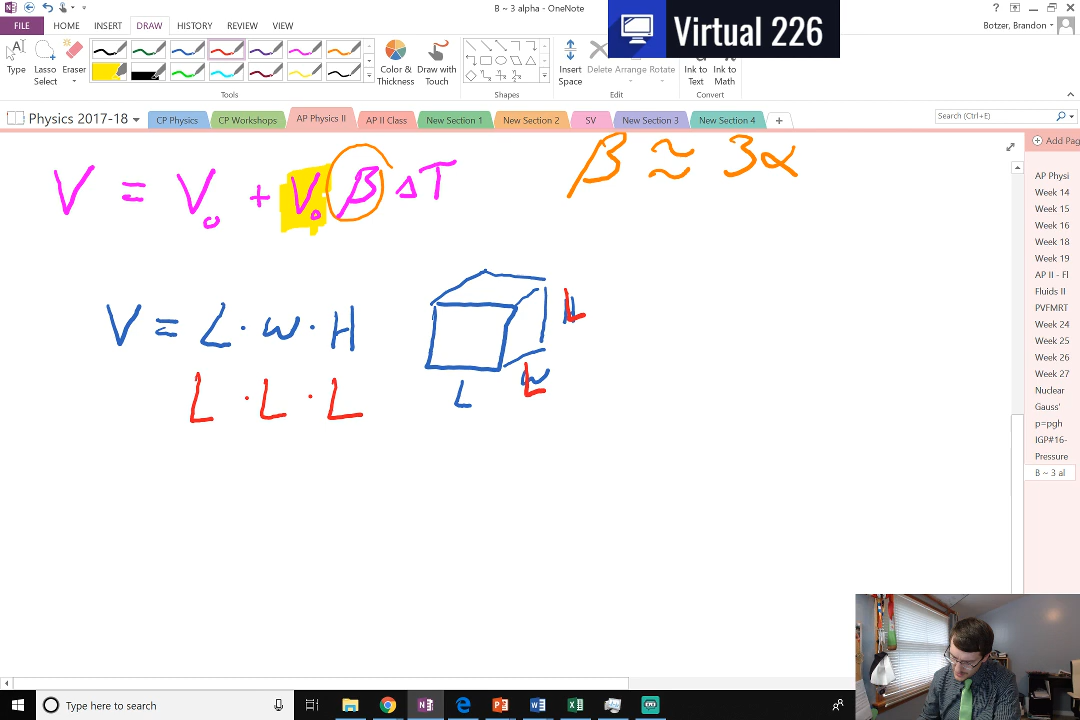 B ~ 3 alpha - OneNote
Botzer, Brandon
Virtual 226
FILE HOME INSERT DRAW HISTORY REVIEW VIEW
Type Lasso Select Eraser Color & Thickness Draw with Touch Insert Space Delete Arrange Rotate Ink to Text Ink to Math
Tools Shapes Edit Convert
Physics 2017-18 CP Physics CP Workshops AP Physics II AP II Class New Section 1 New Section 2 SV New Section 3 New Section 4 + Search (Ctrl+E)
Add Pag
AP Physi
Week 14
Week 15
Week 16
Week 18
Week 19
AP II - Fl
Fluids II
PVFMRT
Week 24
Week 25
Week 26
Week 27
Nuclear
Gauss'
p=pgh
IGP#16-
Pressure
B ~ 3 al
V = V₀ + V₀ β ΔT
β ≈ 3α
V = L · W · H
L · L · L
L
L
L
Type here to search